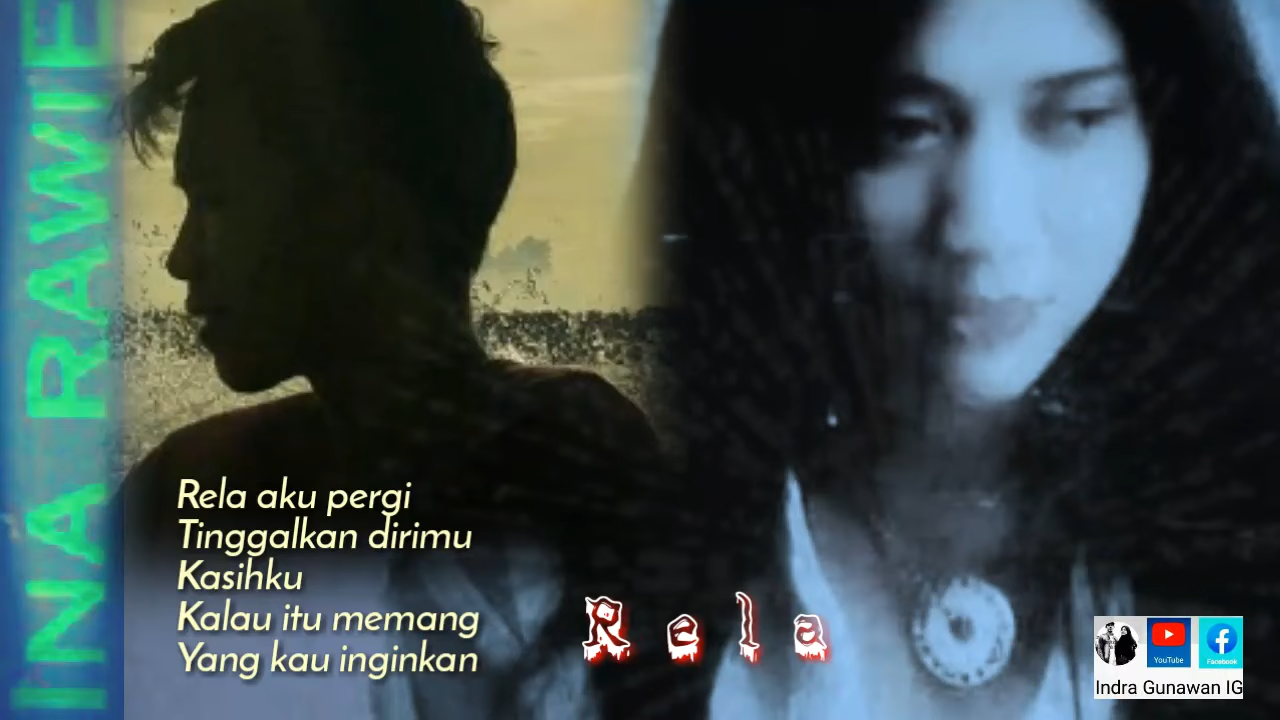 INA RAWIE
Rela aku pergi
Tinggalkan dirimu
Kasihku
Kalau itu memang
Yang kau inginkan
Rela
YouTube
Facebook
Indra Gunawan IG